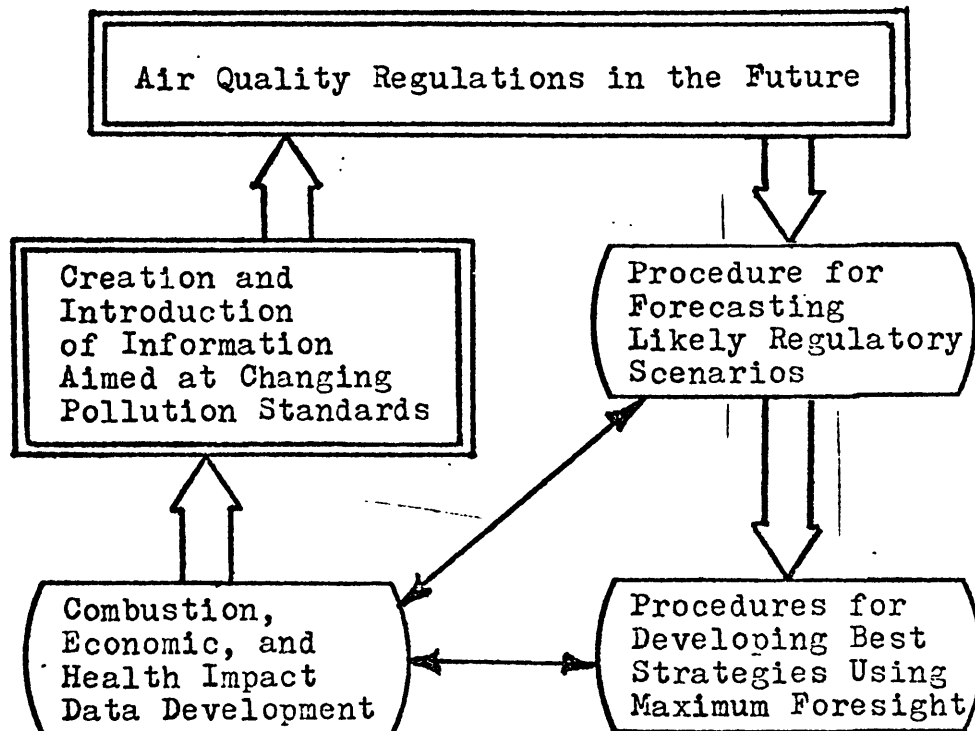 Air Quality Regulations in the Future
Creation and
Introduction
of Information
Aimed at Changing
Pollution Standards
Procedure for
Forecasting
Likely Regulatory
Scenarios
Combustion,
Economic, and
Health Impact
Data Development
Procedures for
Developing Best
Strategies Using
Maximum Foresight